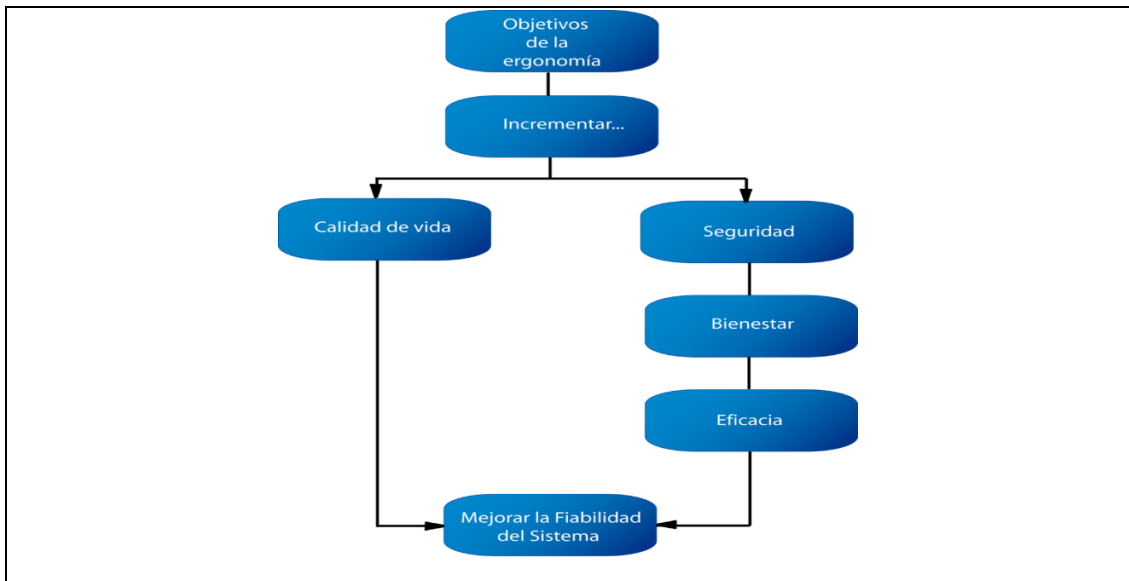 Objetivos
de la
ergonomía
Incrementar...
Calidad de vida
Seguridad
Bienestar
Eficacia
Mejorar la Fiabilidad
del Sistema